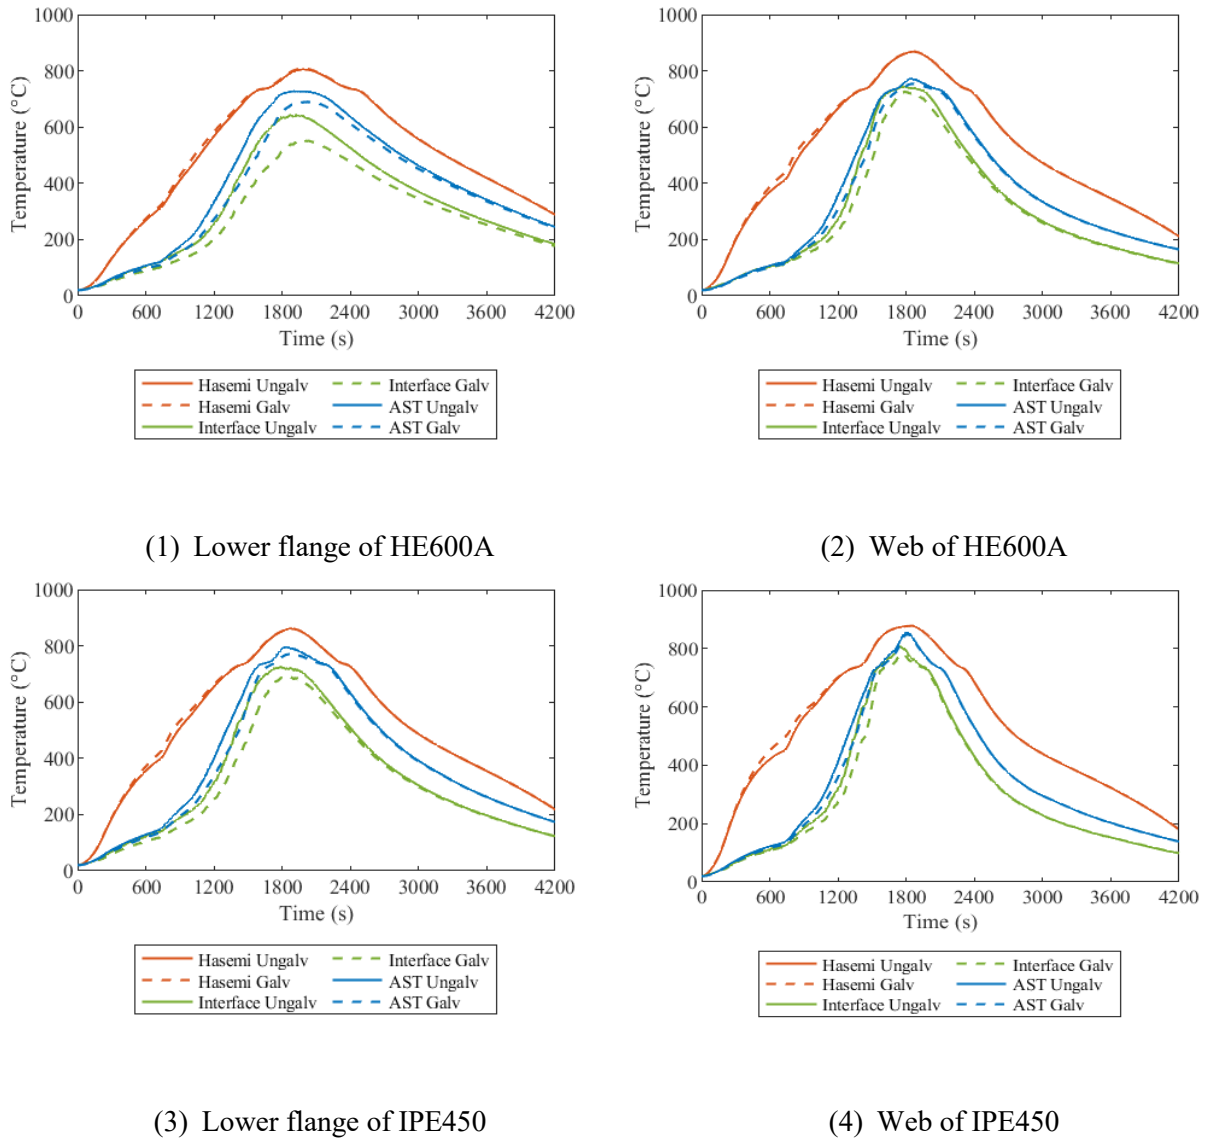 1000
800
600
400
200
0
Temperature (°C)
0 600 1200 1800 2400 3000 3600 4200
Time (s)
Hasemi Ungalv Interface Galv
Hasemi Galv AST Ungalv
Interface Ungalv AST Galv
(1) Lower flange of HE600A
1000
800
600
400
200
0
Temperature (°C)
0 600 1200 1800 2400 3000 3600 4200
Time (s)
Hasemi Ungalv Interface Galv
Hasemi Galv AST Ungalv
Interface Ungalv AST Galv
(2) Web of HE600A
1000
800
600
400
200
0
Temperature (°C)
0 600 1200 1800 2400 3000 3600 4200
Time (s)
Hasemi Ungalv Interface Galv
Hasemi Galv AST Ungalv
Interface Ungalv AST Galv
(3) Lower flange of IPE450
1000
800
600
400
200
0
Temperature (°C)
0 600 1200 1800 2400 3000 3600 4200
Time (s)
Hasemi Ungalv Interface Galv
Hasemi Galv AST Ungalv
Interface Ungalv AST Galv
(4) Web of IPE450